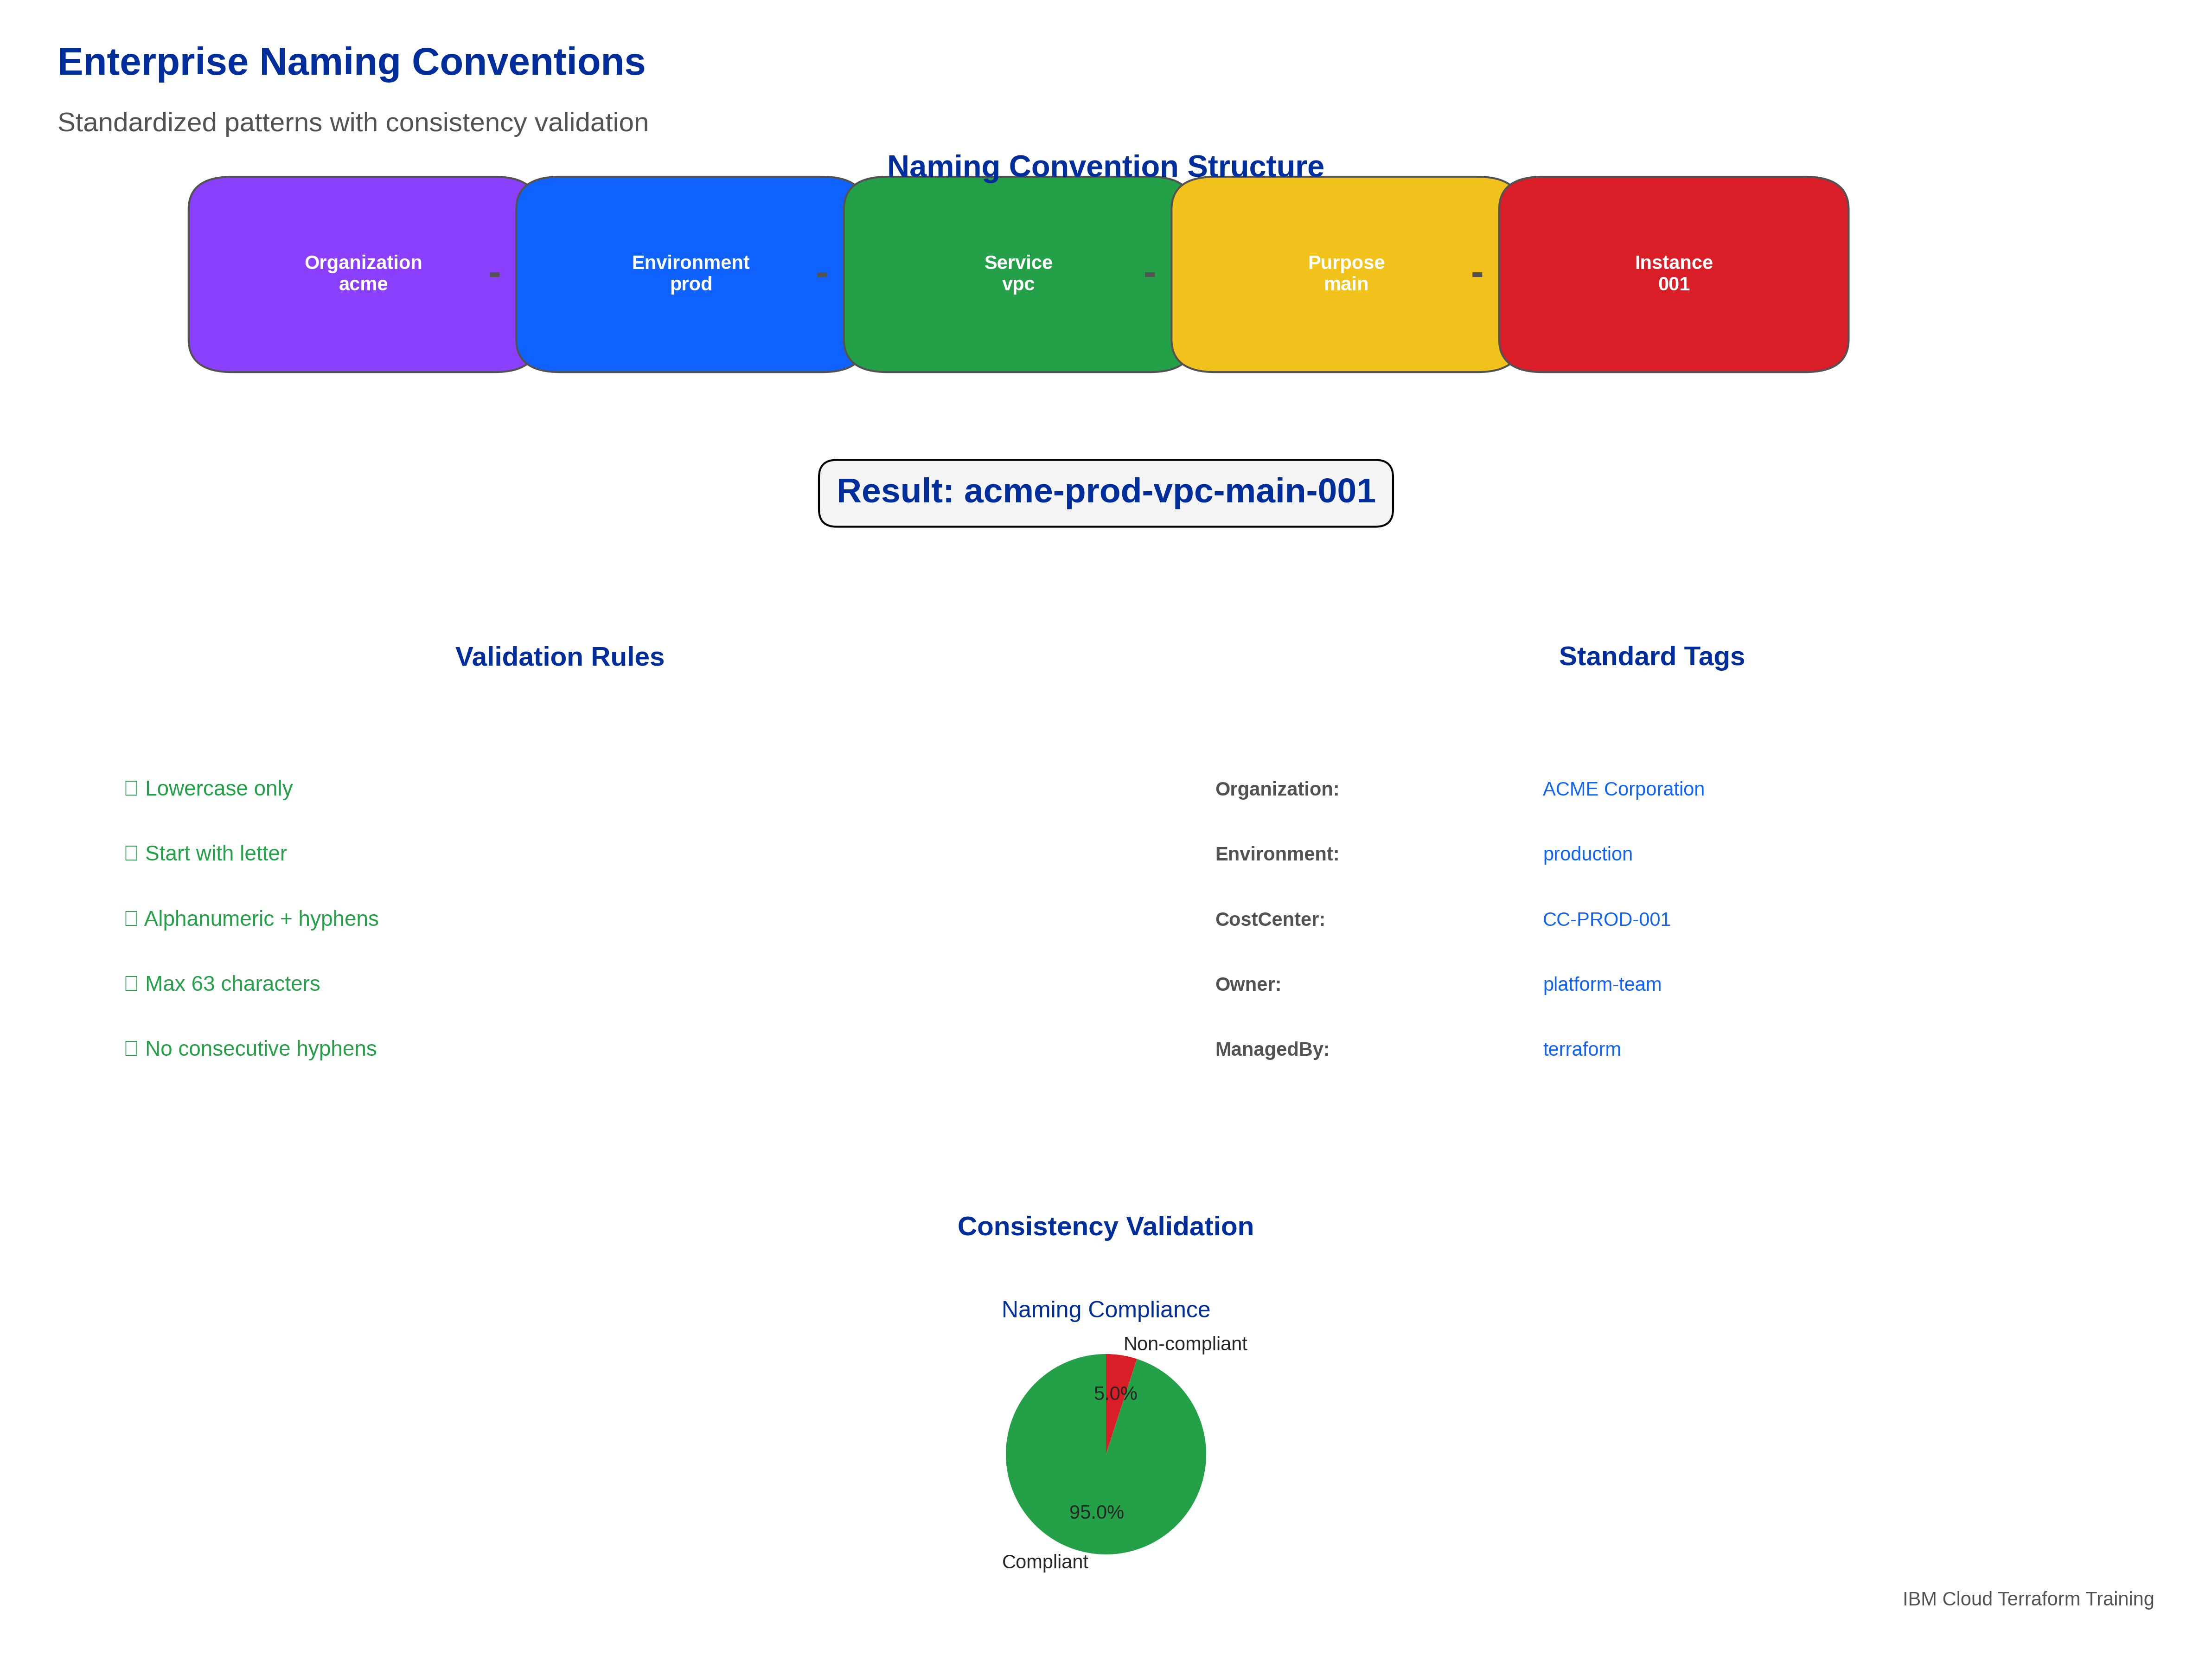 Enterprise Naming Conventions
Standardized patterns with consistency validation
Naming Convention Structure
Organization
acme
-
Environment
prod
-
Service
vpc
-
Purpose
main
-
Instance
001
Result: acme-prod-vpc-main-001
Validation Rules
Lowercase only
Start with letter
Alphanumeric + hyphens
Max 63 characters
No consecutive hyphens
Standard Tags
Organization: ACME Corporation
Environment: production
CostCenter: CC-PROD-001
Owner: platform-team
ManagedBy: terraform
Consistency Validation
Naming Compliance
Non-compliant
5.0%
95.0%
Compliant
IBM Cloud Terraform Training